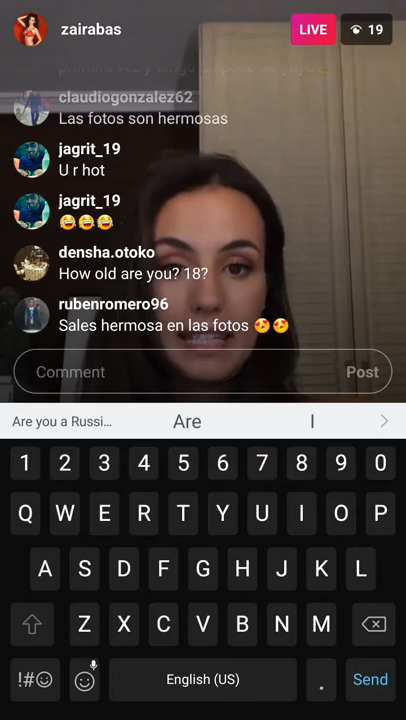 zairabas
LIVE
19
claudiogonzalez62
Las fotos son hermosas
jagrit_19
U r hot
jagrit_19
😂😂😂
densha.otoko
How old are you? 18?
rubenromero96
Sales hermosa en las fotos 😍😍
Comment
Post
Are you a Russi... Are I
1 2 3 4 5 6 7 8 9 0
Q W E R T Y U I O P
A S D F G H J K L
Z X C V B N M
!#☺ English (US) . Send